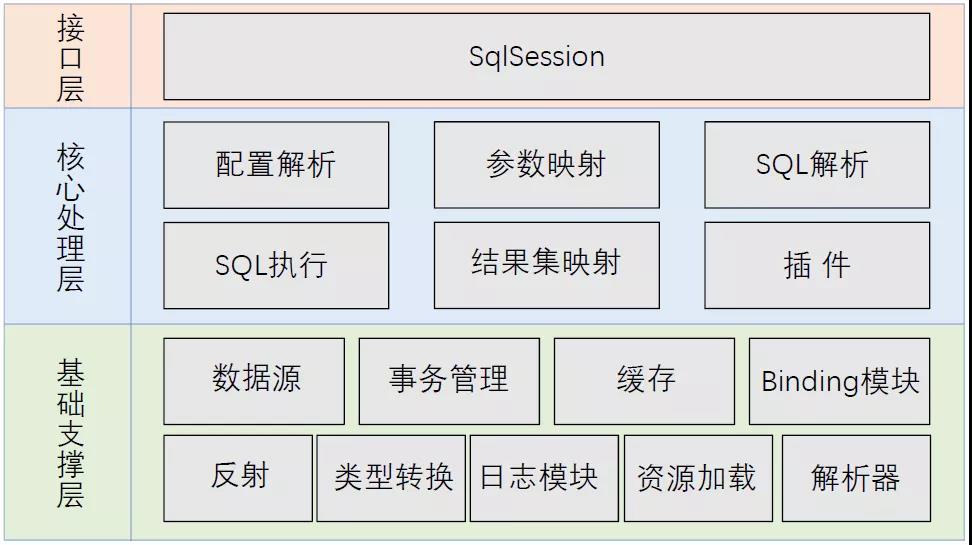 接口层
SqlSession
核心处理层
配置解析
参数映射
SQL解析
SQL执行
结果集映射
插 件
基础支撑层
数据源
事务管理
缓存
Binding模块
反射
类型转换
日志模块
资源加载
解析器